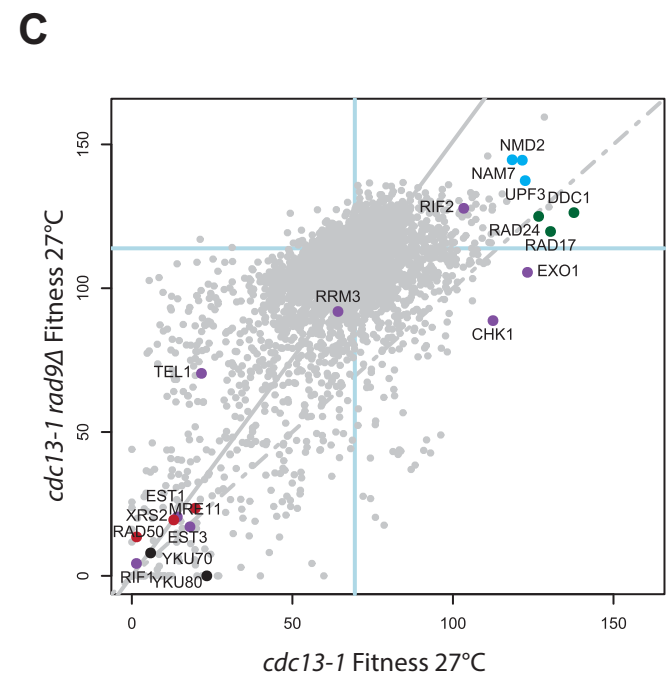 C
cdc13-1 rad9Δ Fitness 27°C
150
100
50
0
NMD2
NAM7
UPF3
DDC1
RIF2
RAD24
RAD17
EXO1
RRM3
CHK1
TEL1
EST1
XRS2
MRE11
RAD50
EST3
YKU70
RIF1
YKU80
0
50
100
150
cdc13-1 Fitness 27°C